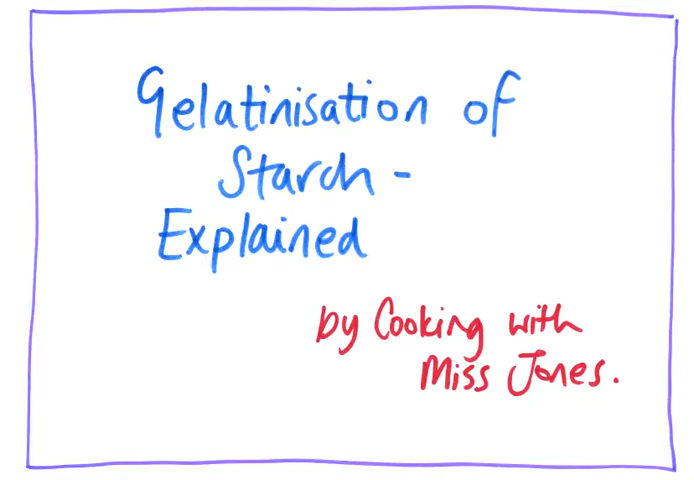 Gelatinisation of
Starch -
Explained
by Cooking with
Miss Jones.